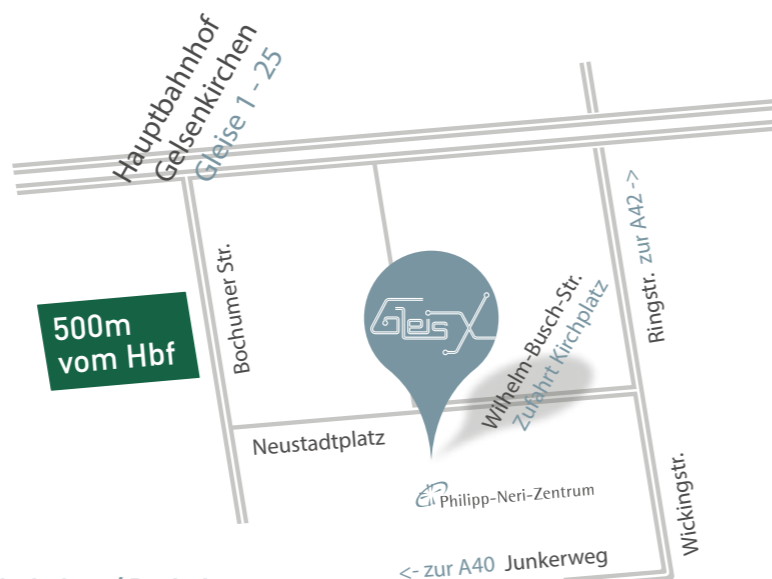 Hauptbahnhof
Gelsenkirchen
Gleise 1 - 25
500m
vom Hbf
Bochumer Str.
GleisX
Wilhelm-Busch-Str.
Zufahrt Kirchplatz
Ringstr. zur A42 ->
Neustadtplatz
Philipp-Neri-Zentrum
Wickingstr.
<- zur A40 Junkerweg